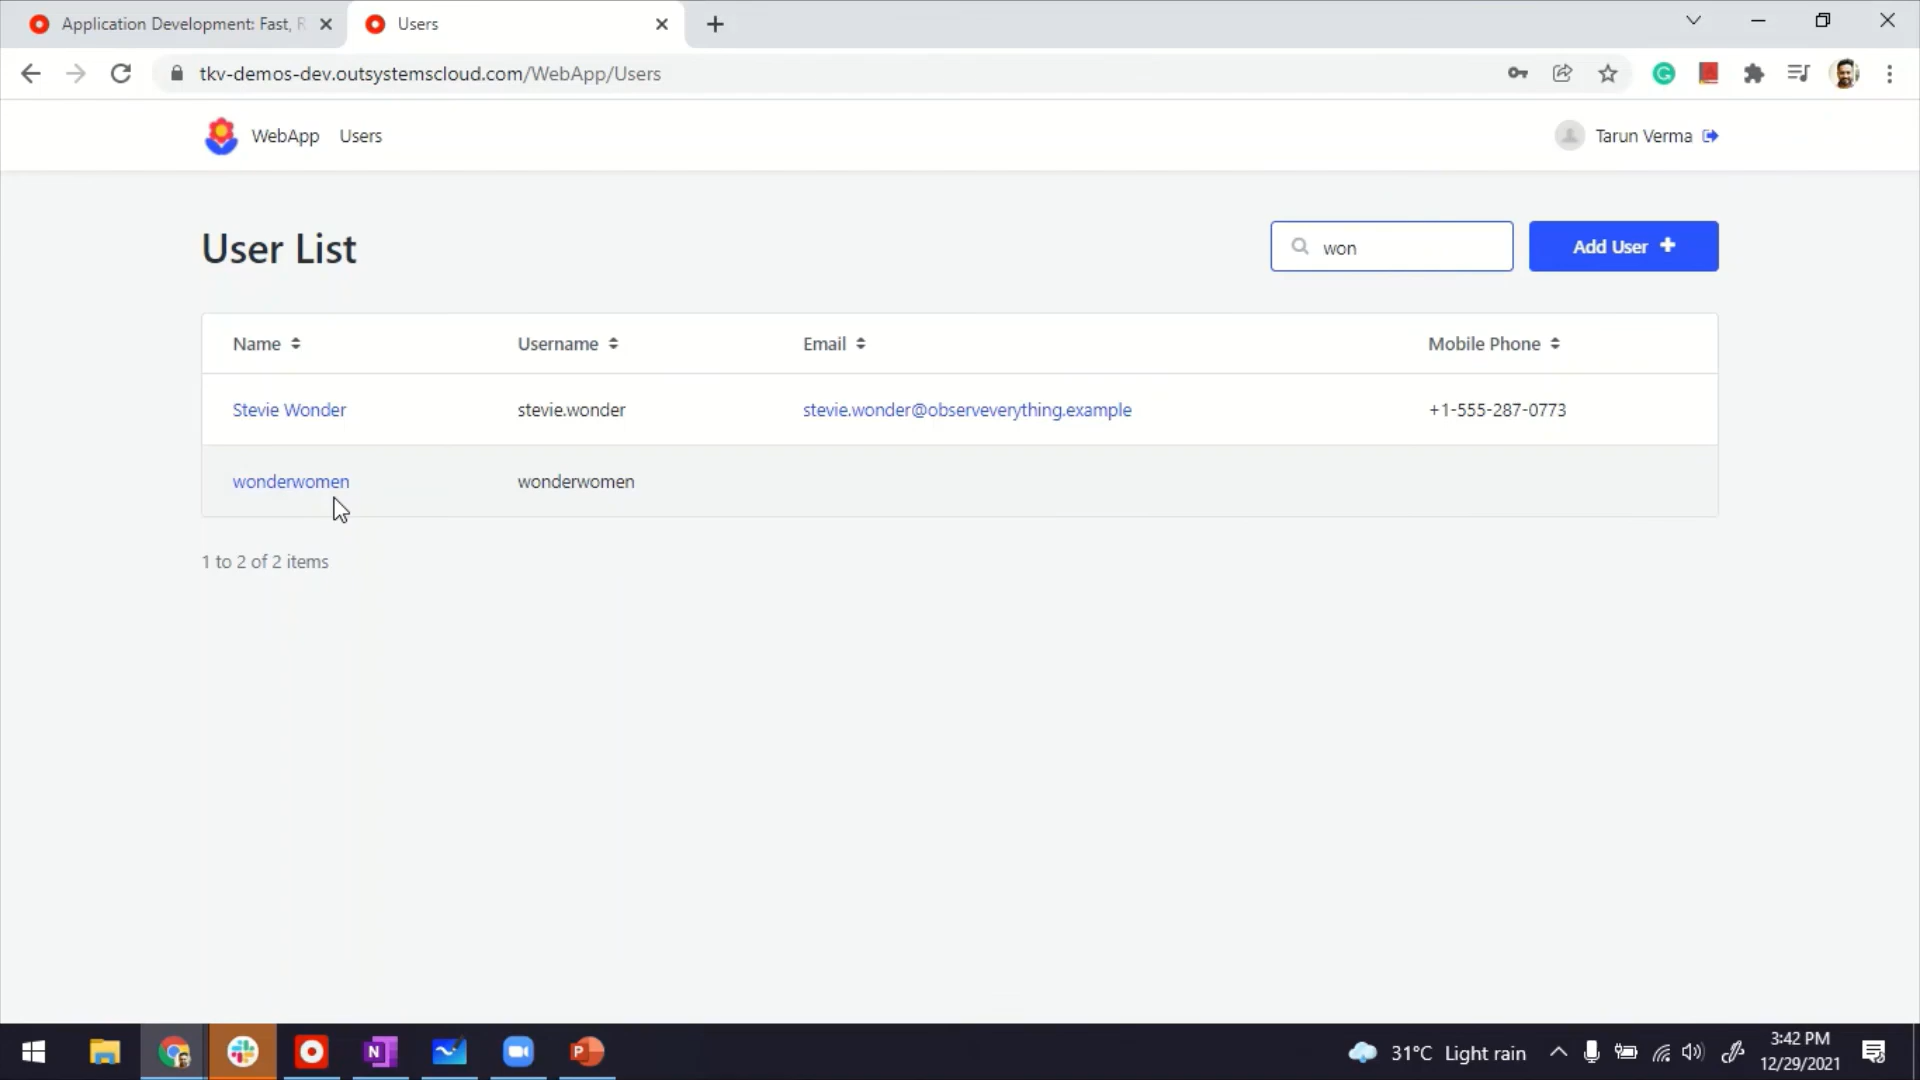 Application Development: Fast, R
Users
tkv-demos-dev.outsystemscloud.com/WebApp/Users
WebApp Users
Tarun Verma
User List
won
Add User
Name Username Email Mobile Phone
Stevie Wonder stevie.wonder stevie.wonder@observeverything.example +1-555-287-0773
wonderwomen wonderwomen
1 to 2 of 2 items
31°C Light rain
3:42 PM
12/29/2021